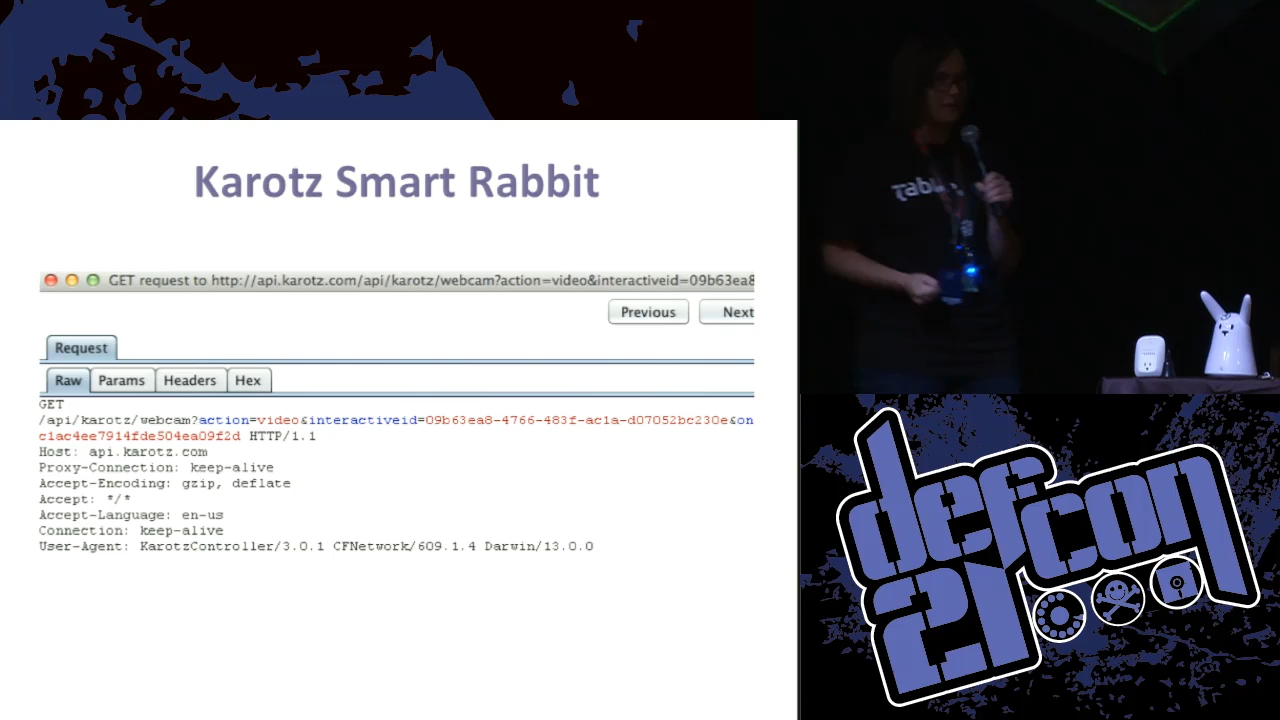 Karotz Smart Rabbit
GET request to http://api.karotz.com/api/karotz/webcam?action=video&interactiveid=09b63ea8
Previous
Next
Request
Raw
Params
Headers
Hex
GET
/api/karotz/webcam?action=video&interactiveid=09b63ea8-4766-483f-ac1a-d07052bc230e&on
c1ac4ee7914fde504ea09f2d HTTP/1.1
Host: api.karotz.com
Proxy-Connection: keep-alive
Accept-Encoding: gzip, deflate
Accept: */*
Accept-Language: en-us
Connection: keep-alive
User-Agent: KarotzController/3.0.1 CFNetwork/609.1.4 Darwin/13.0.0
defcon
21